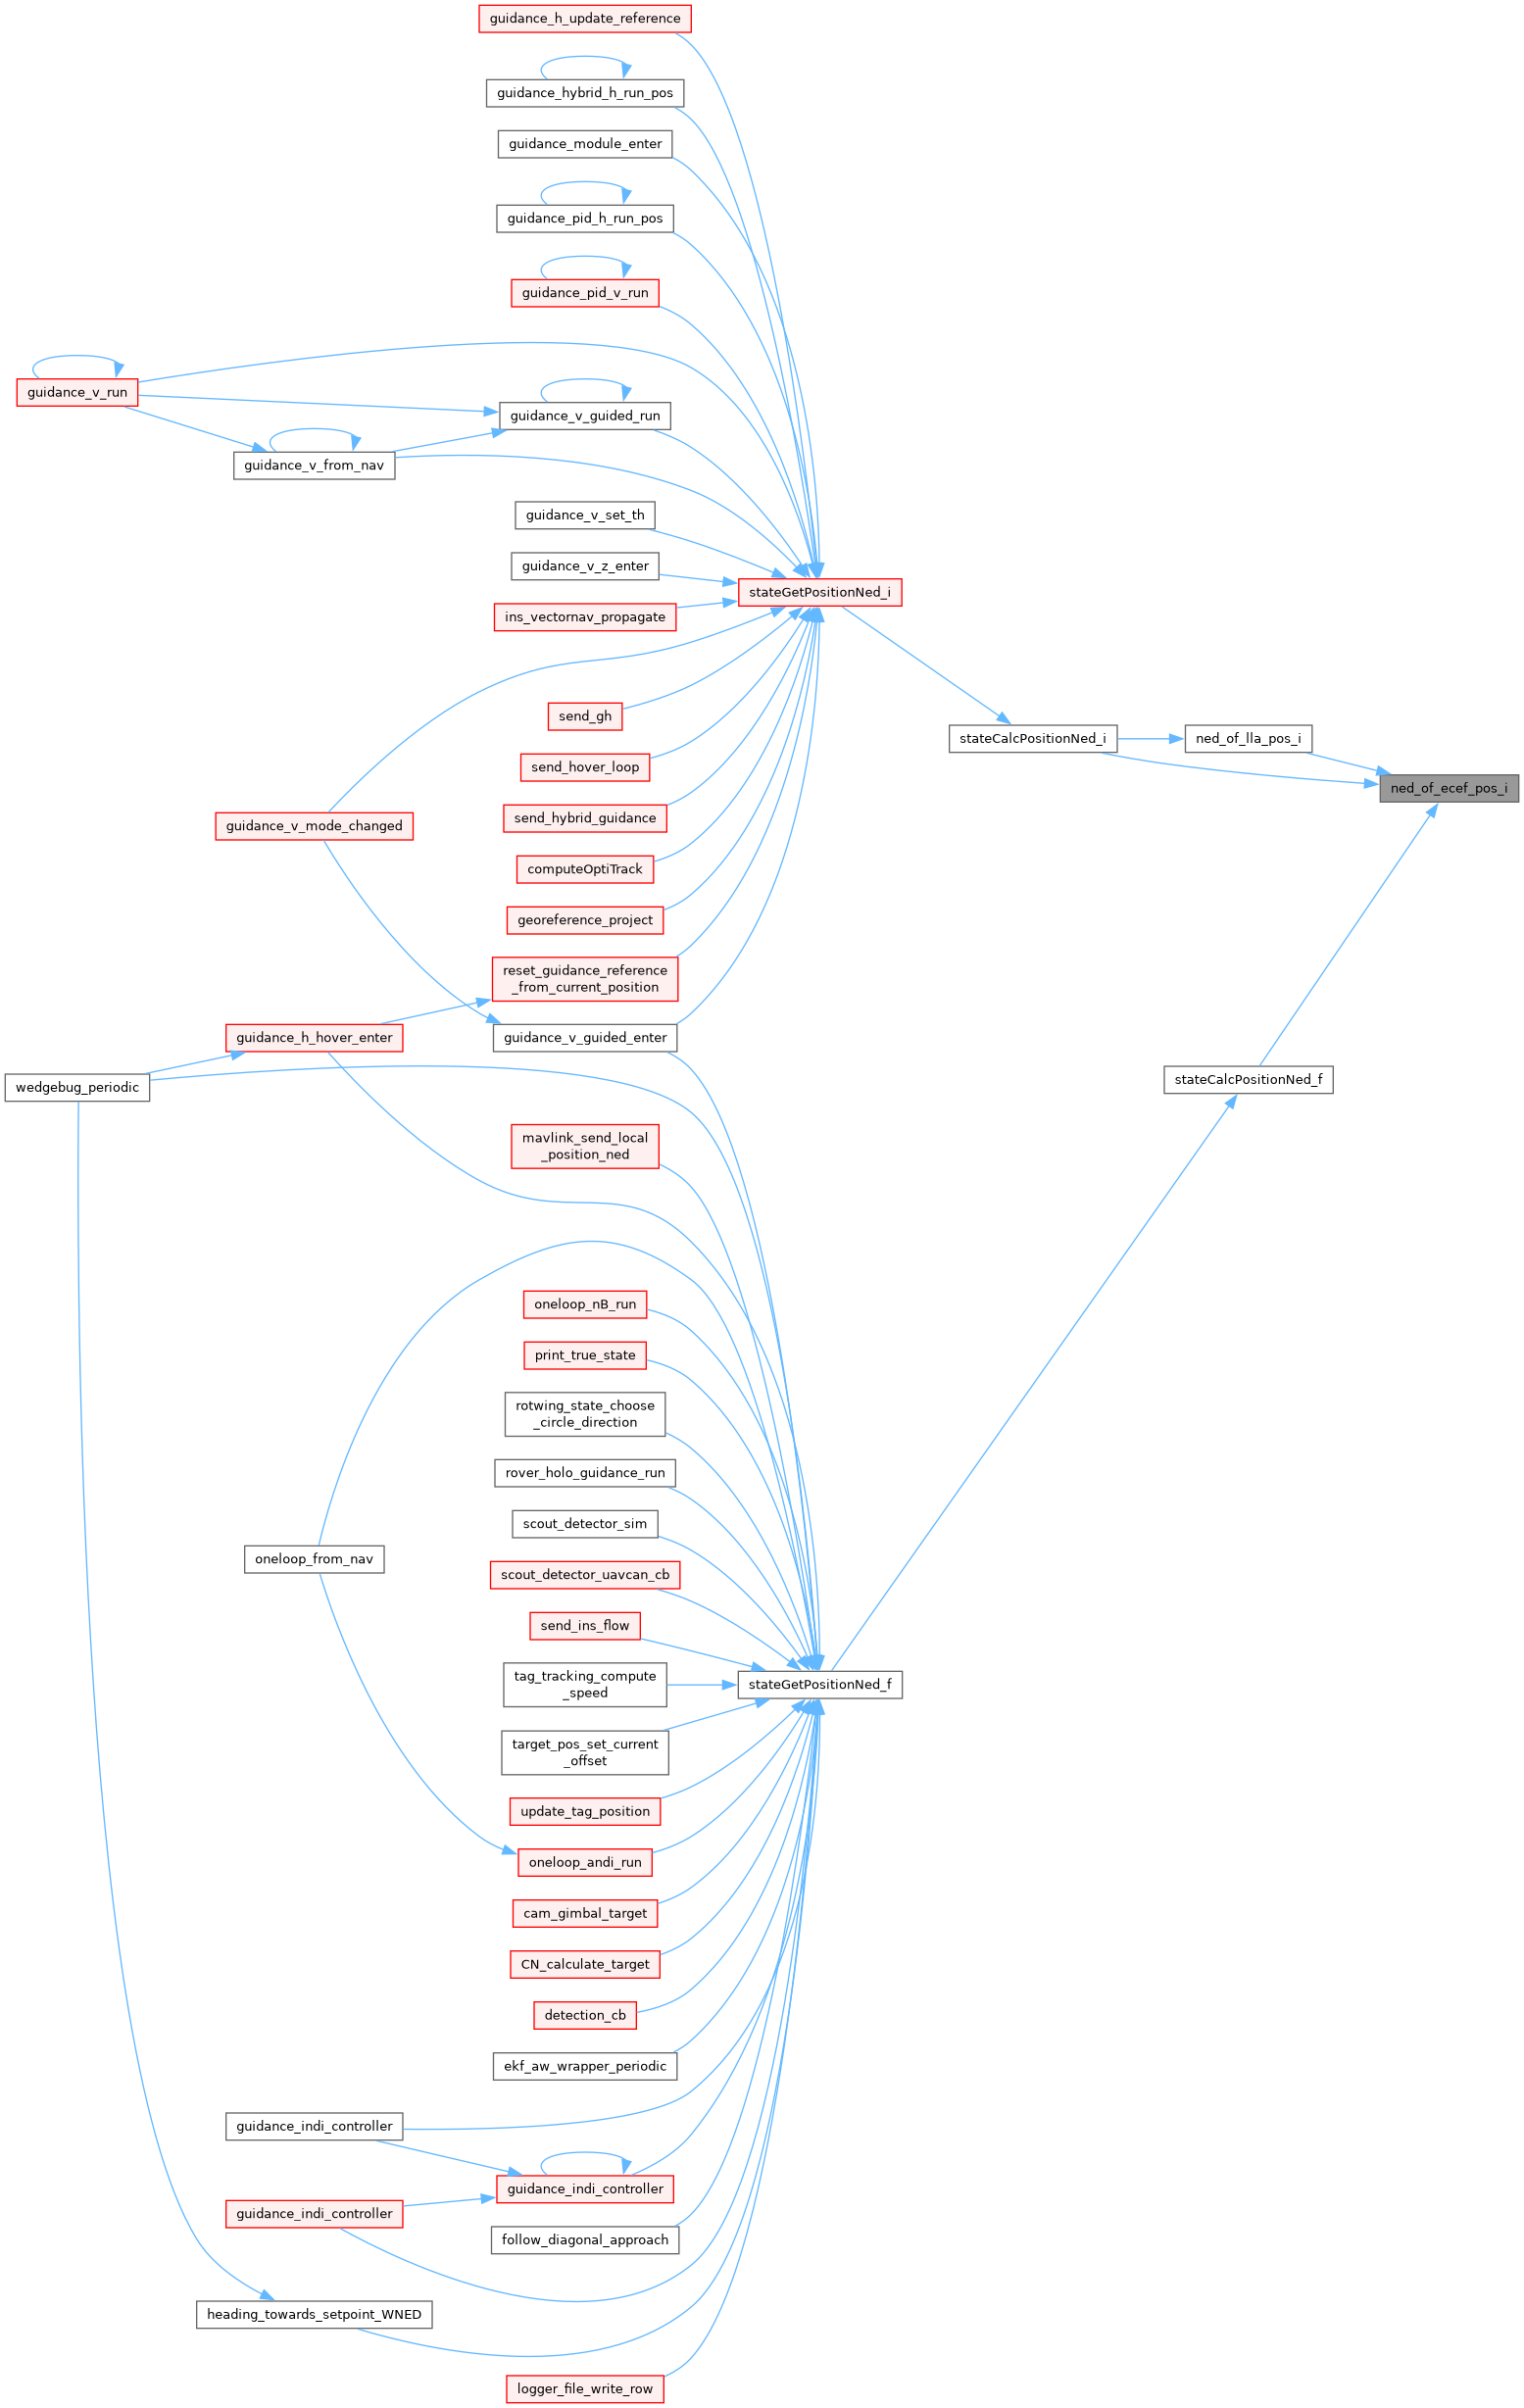 guidance_h_update_reference
guidance_hybrid_h_run_pos
guidance_module_enter
guidance_pid_h_run_pos
guidance_pid_v_run
guidance_v_run
guidance_v_guided_run
guidance_v_from_nav
guidance_v_set_th
guidance_v_z_enter
stateGetPositionNed_i
ins_vectornav_propagate
send_gh
stateCalcPositionNed_i
ned_of_lla_pos_i
send_hover_loop
ned_of_ecef_pos_i
send_hybrid_guidance
guidance_v_mode_changed
computeOptiTrack
georeference_project
reset_guidance_reference
_from_current_position
guidance_h_hover_enter
guidance_v_guided_enter
stateCalcPositionNed_f
wedgebug_periodic
mavlink_send_local
_position_ned
oneloop_nB_run
print_true_state
rotwing_state_choose
_circle_direction
rover_holo_guidance_run
scout_detector_sim
oneloop_from_nav
scout_detector_uavcan_cb
send_ins_flow
tag_tracking_compute
_speed
stateGetPositionNed_f
target_pos_set_current
_offset
update_tag_position
oneloop_andi_run
cam_gimbal_target
CN_calculate_target
detection_cb
ekf_aw_wrapper_periodic
guidance_indi_controller
guidance_indi_controller
guidance_indi_controller
follow_diagonal_approach
heading_towards_setpoint_WNED
logger_file_write_row